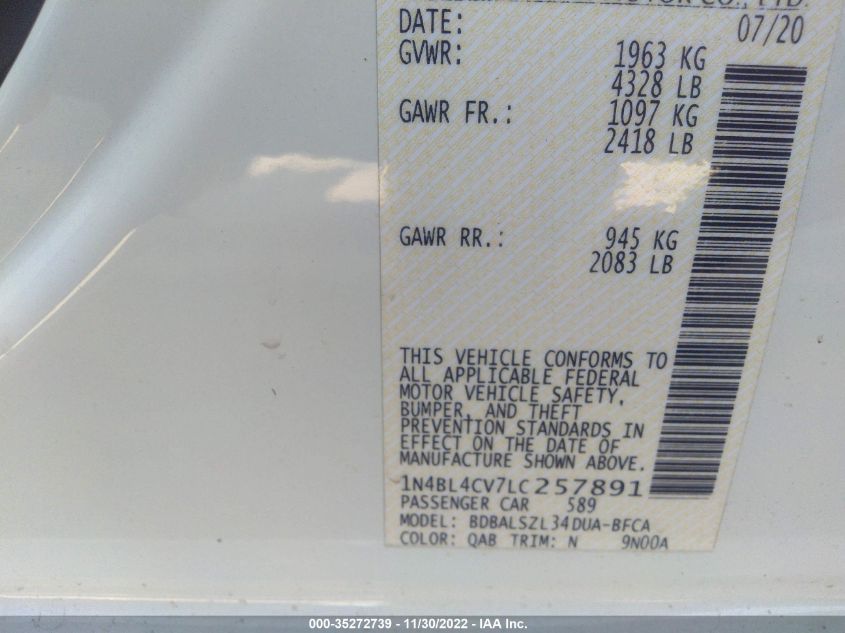 MOTOR CO., LTD.
DATE: 07/20
GVWR: 1963 KG
4328 LB
GAWR FR.: 1097 KG
2418 LB
GAWR RR.: 945 KG
2083 LB
THIS VEHICLE CONFORMS TO
ALL APPLICABLE FEDERAL
MOTOR VEHICLE SAFETY,
BUMPER, AND THEFT
PREVENTION STANDARDS IN
EFFECT ON THE DATE OF
MANUFACTURE SHOWN ABOVE.
1N4BL4CV7LC257891
PASSENGER CAR 589
MODEL: BDBALSZL34DUA-BFCA
COLOR: QAB TRIM: N 9N00A
000-35272739 - 11/30/2022 - IAA Inc.